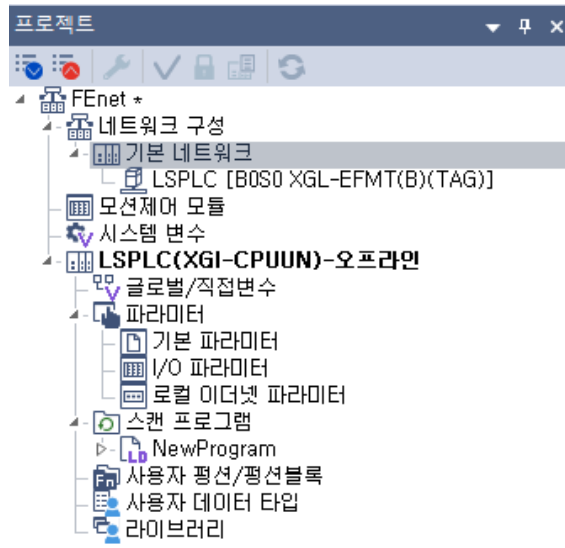 프로젝트
FEnet *
네트워크 구성
기본 네트워크
LSPLC [B0S0 XGL-EFMT(B)(TAG)]
모션제어 모듈
시스템 변수
LSPLC(XGI-CPUUN)-오프라인
글로벌/직접변수
파라미터
기본 파라미터
I/O 파라미터
로컬 이더넷 파라미터
스캔 프로그램
LD NewProgram
Fn 사용자 펑션/펑션블록
사용자 데이터 타입
라이브러리